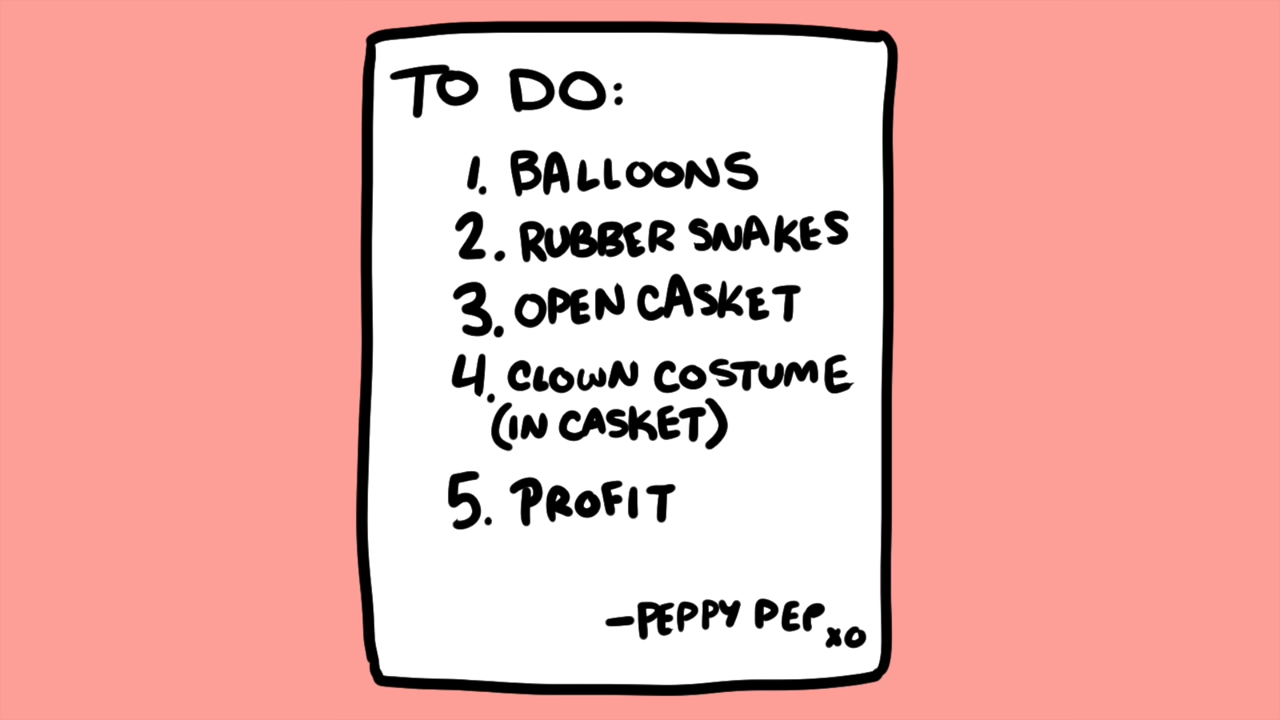 TO DO:
1. BALLOONS
2. RUBBER SNAKES
3. OPEN CASKET
4. CLOWN COSTUME
(IN CASKET)
5. PROFIT
-PEPPY PEP xo